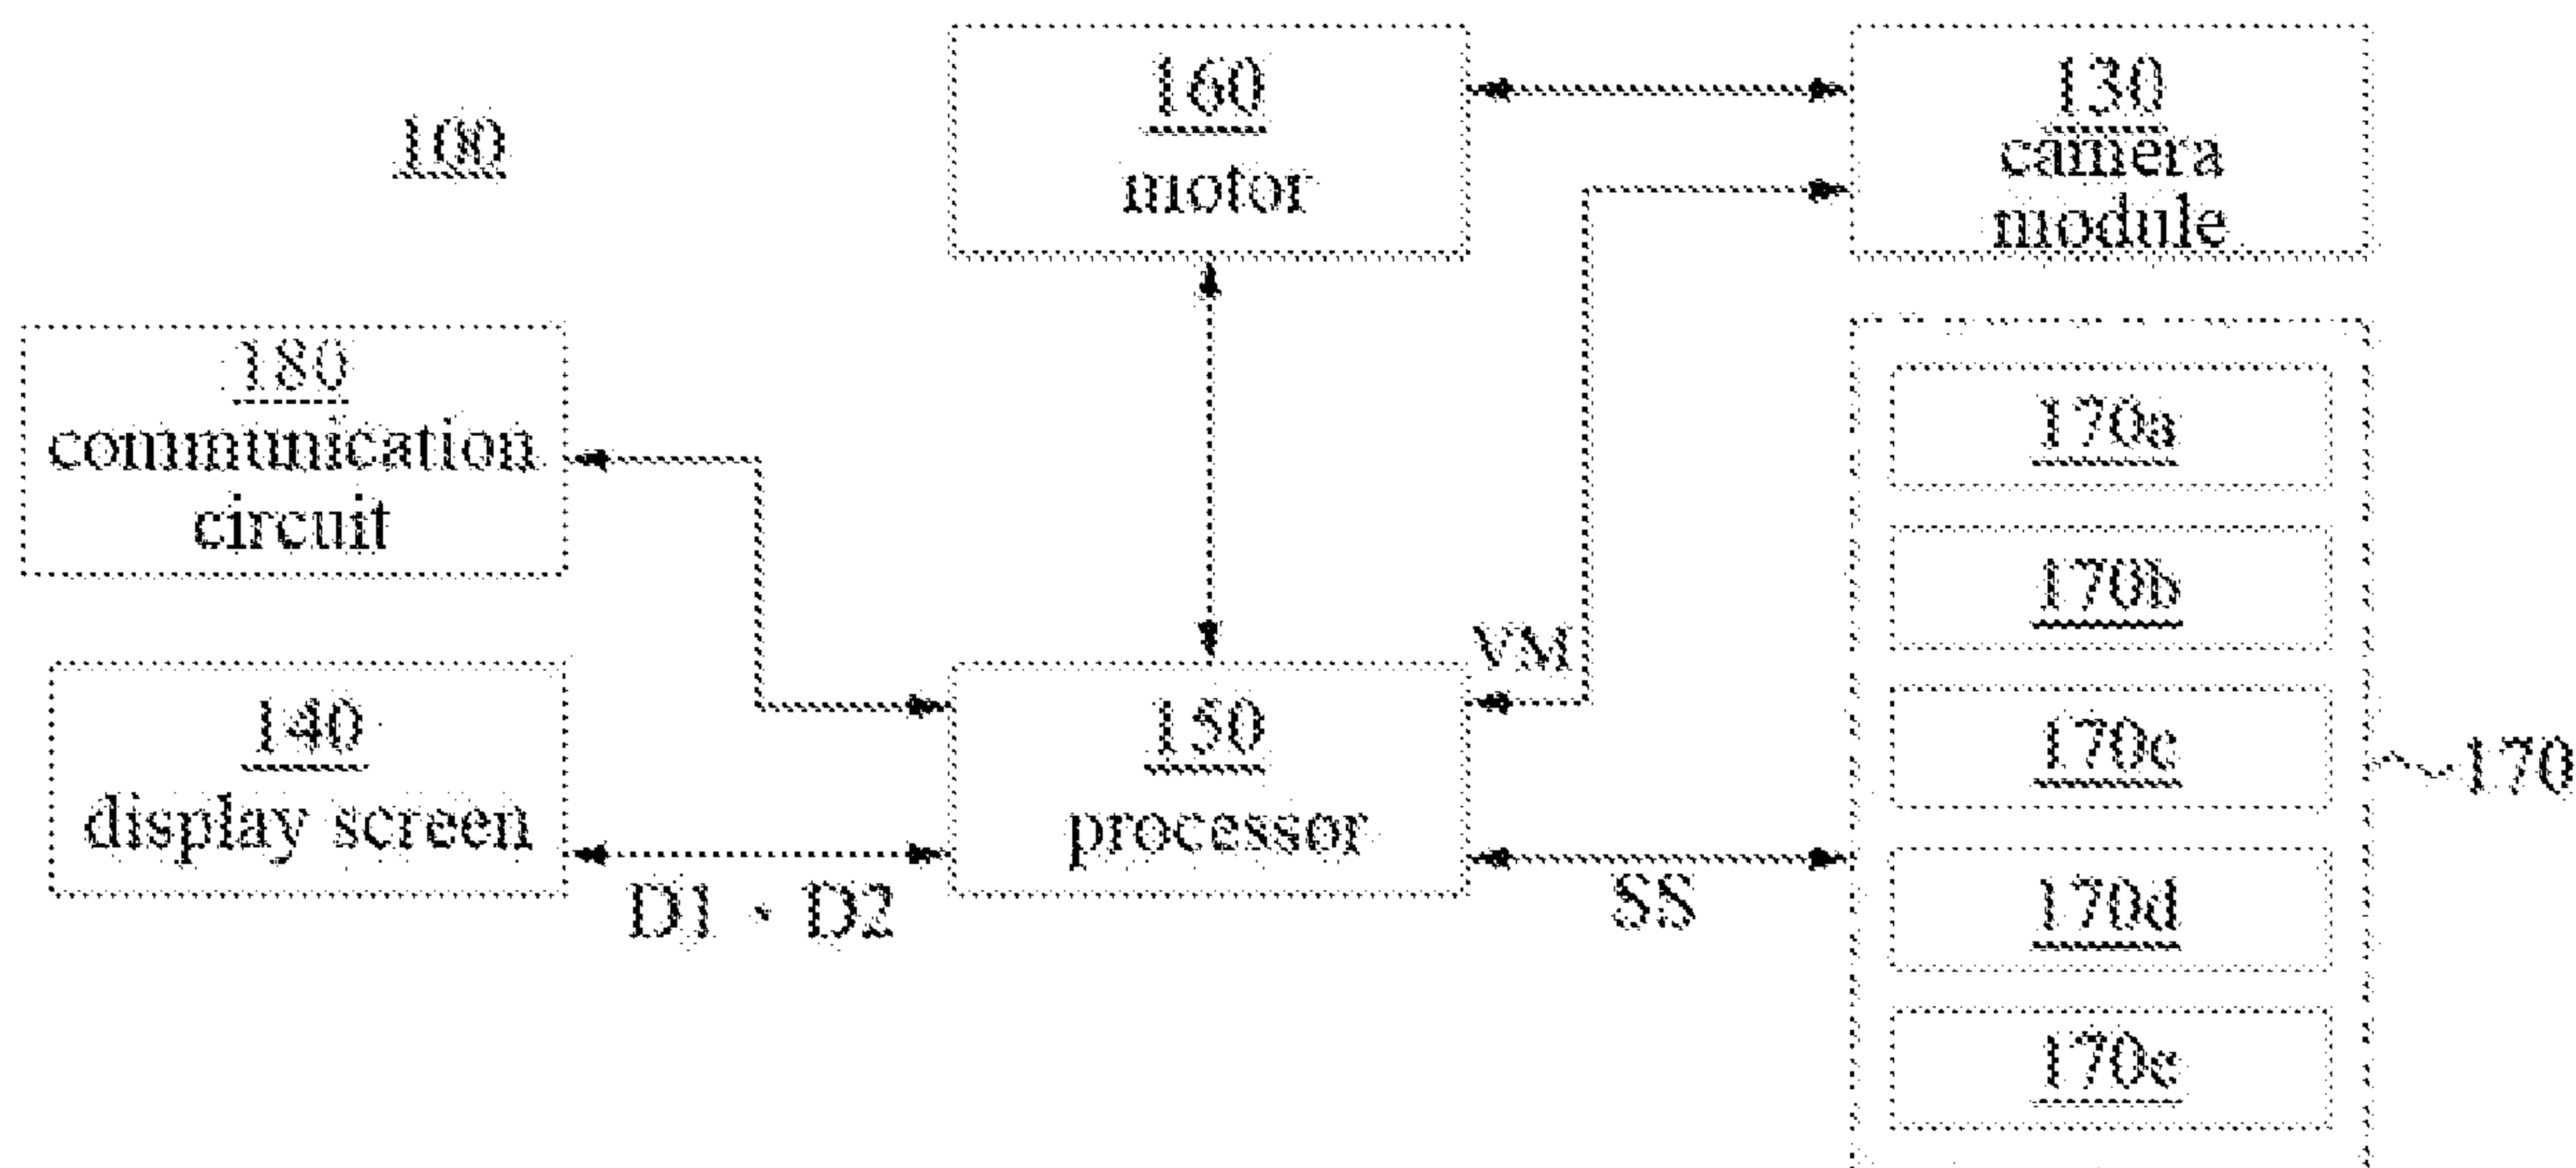 100
160
motor
130
camera
module
180
communication
circuit
140
display screen
150
processor
VM
D1 、 D2
SS
170a
170b
170c
170d
170e
170